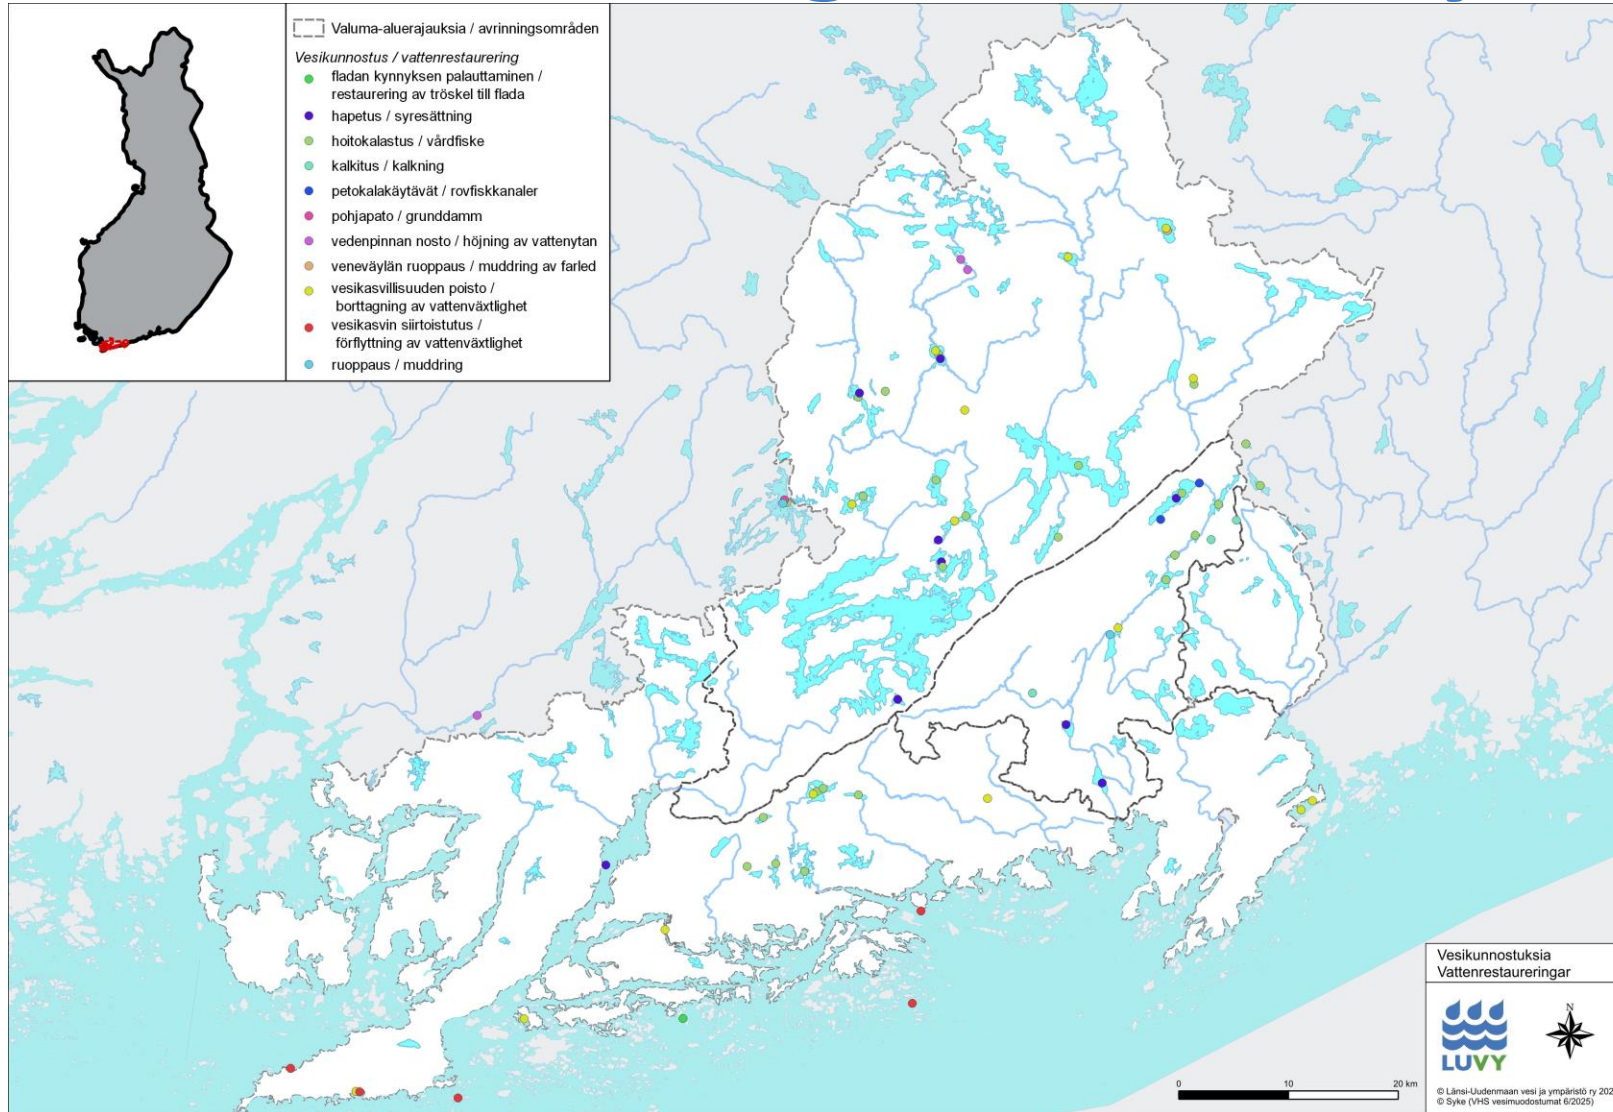 Valuma-aluerajauksia / avrinningsområden
Vesikunnostus / vattenrestaurering
fladan kynnyksen palauttaminen /
restaurering av tröskel till flada
hapetus / syresättning
hoitokalastus / vårdfiske
kalkitus / kalkning
petokalakäytävät / rovfiskkanaler
pohjapato / grunddamm
vedenpinnan nosto / höjning av vattenytan
veneväylän ruoppaus / muddring av farled
vesikasvillisuuden poisto /
borttagning av vattenväxtlighet
vesikasvin siirtoistutus /
förflyttning av vattenväxtlighet
ruoppaus / muddring
Vesikunnostuksia
Vattenrestaureringar
N
LUVY
0 10 20 km
© Länsi-Uudenmaan vesi ja ympäristö ry 202
© Syke (VHS vesimuodostumat 6/2025)